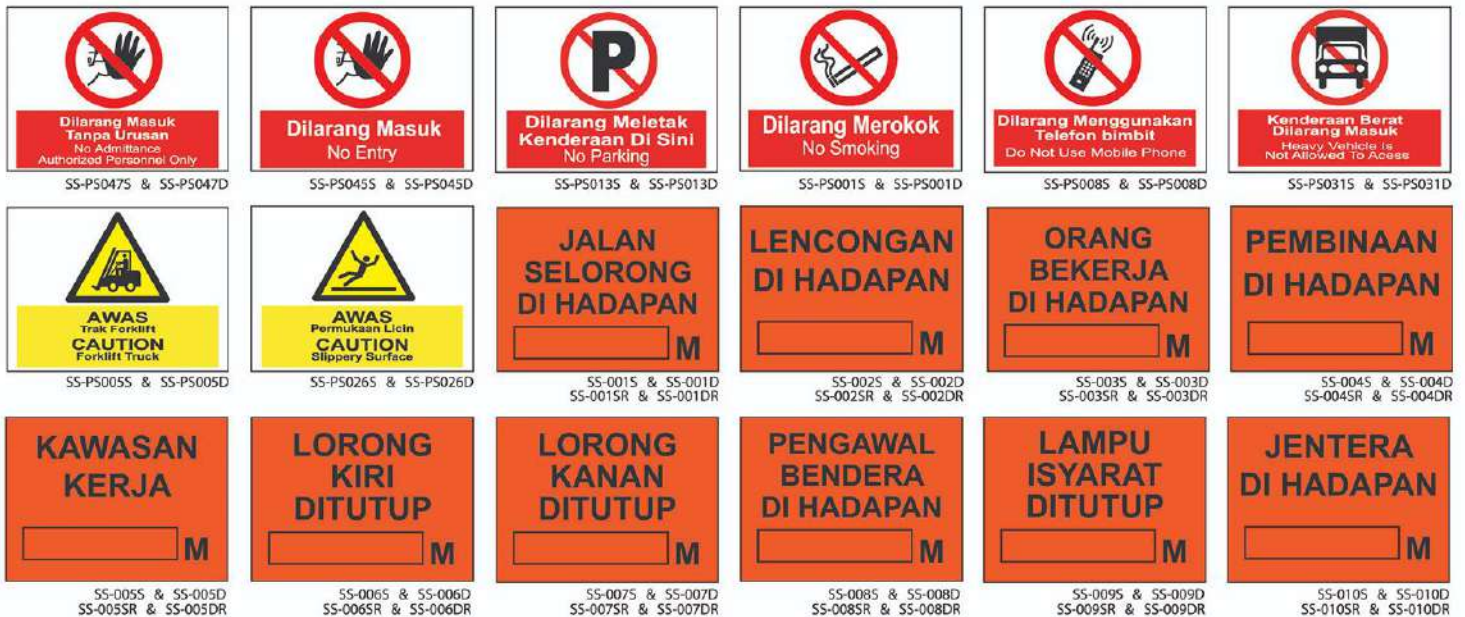 P
Dilarang Masuk
Tanpa Urusan
No Admittance
Authorized Personnel Only
SS-PS047S & SS-PS047D
Dilarang Masuk
No Entry
SS-PS045S & SS-PS045D
Dilarang Meletak
Kenderaan Di Sini
No Parking
SS-PS013S & SS-PS013D
Dilarang Merokok
No Smoking
SS-PS001S & SS-PS001D
Dilarang Menggunakan
Telefon bimbit
Do Not Use Mobile Phone
SS-PS008S & SS-PS008D
Kenderaan Berat
Dilarang Masuk
Heavy Vehicle Is
Not Allowed To Acess
SS-PS031S & SS-PS031D
AWAS
Trak Forklift
CAUTION
Forklift Truck
SS-PS005S & SS-PS005D
AWAS
Permukaan Licin
CAUTION
Slippery Surface
SS-PS026S & SS-PS026D
JALAN
SELORONG
DI HADAPAN
M
SS-001S & SS-001D
SS-001SR & SS-001DR
LENCONGAN
DI HADAPAN
M
SS-002S & SS-002D
SS-002SR & SS-002DR
ORANG
BEKERJA
DI HADAPAN
M
SS-003S & SS-003D
SS-003SR & SS-003DR
PEMBINAAN
DI HADAPAN
M
SS-004S & SS-004D
SS-004SR & SS-004DR
KAWASAN
KERJA
M
SS-005S & SS-005D
SS-005SR & SS-005DR
LORONG
KIRI
DITUTUP
M
SS-006S & SS-006D
SS-006SR & SS-006DR
LORONG
KANAN
DITUTUP
M
SS-007S & SS-007D
SS-007SR & SS-007DR
PENGAWAL
BENDERA
DI HADAPAN
M
SS-008S & SS-008D
SS-008SR & SS-008DR
LAMPU
ISYARAT
DITUTUP
M
SS-009S & SS-009D
SS-009SR & SS-009DR
JENTERA
DI HADAPAN
M
SS-010S & SS-010D
SS-010SR & SS-010DR